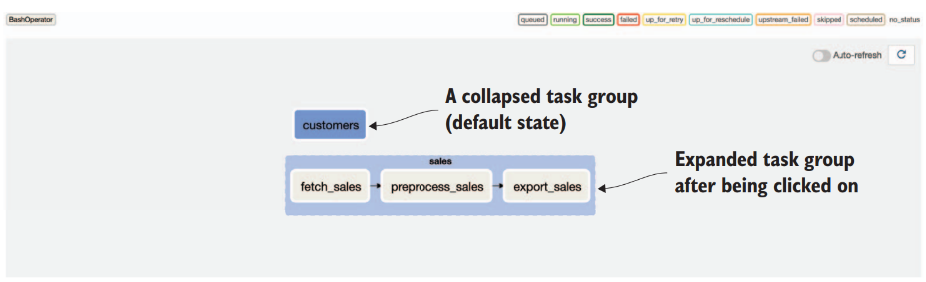 BashOperator
queued running success failed up_for_retry up_for_reschedule upstream_failed skipped scheduled no_status
Auto-refresh
A collapsed task group
(default state)
customers
sales
fetch_sales preprocess_sales export_sales
Expanded task group
after being clicked on